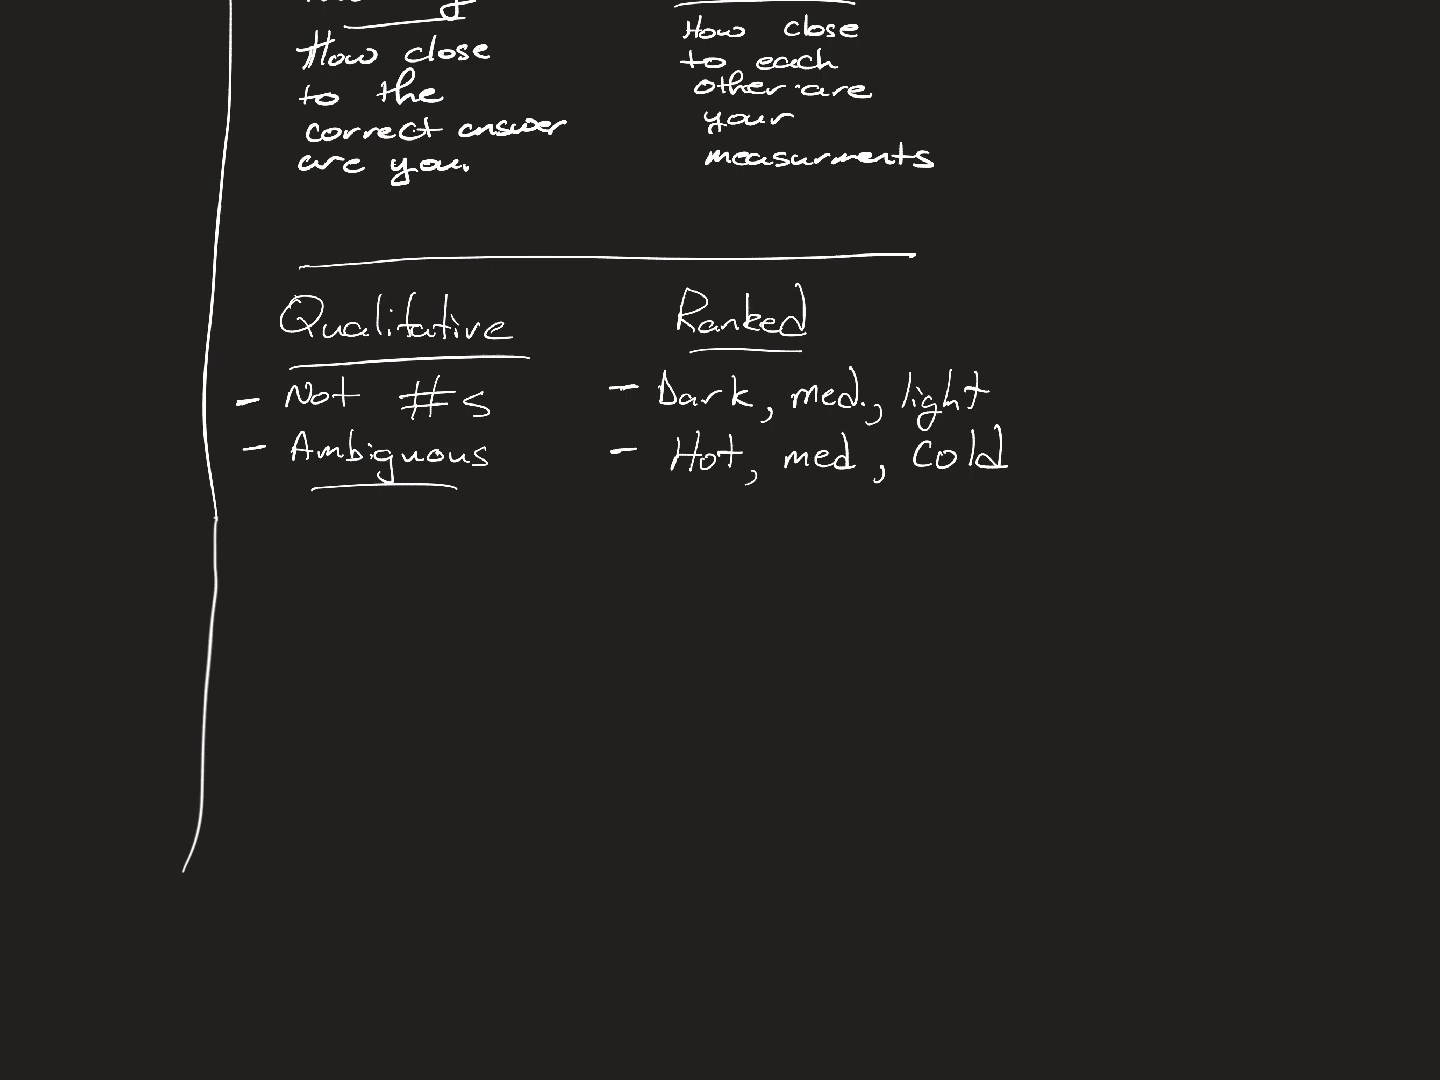 How close
to the
correct answer
are you.
How close
to each
other are
your
measurments
Qualitative
- Not #s
- Ambiguous
Ranked
- Dark, med., light
- Hot, med, Cold